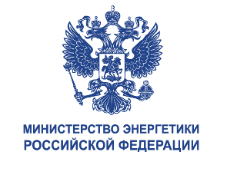 МИНИСТЕРСТВО ЭНЕРГЕТИКИ
РОССИЙСКОЙ ФЕДЕРАЦИИ